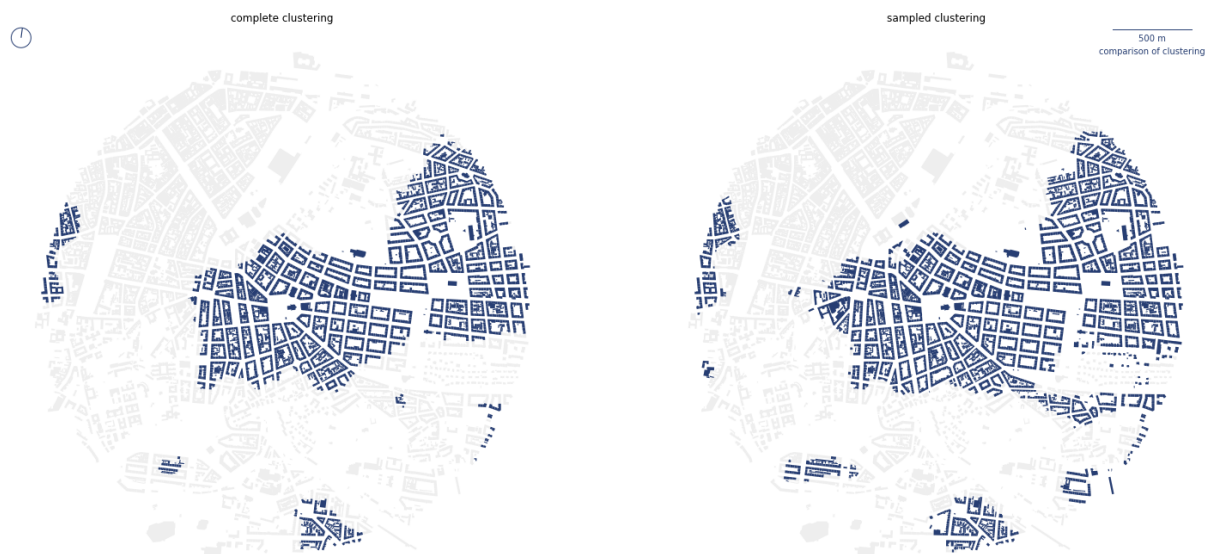 complete clustering
sampled clustering
500 m
comparison of clustering